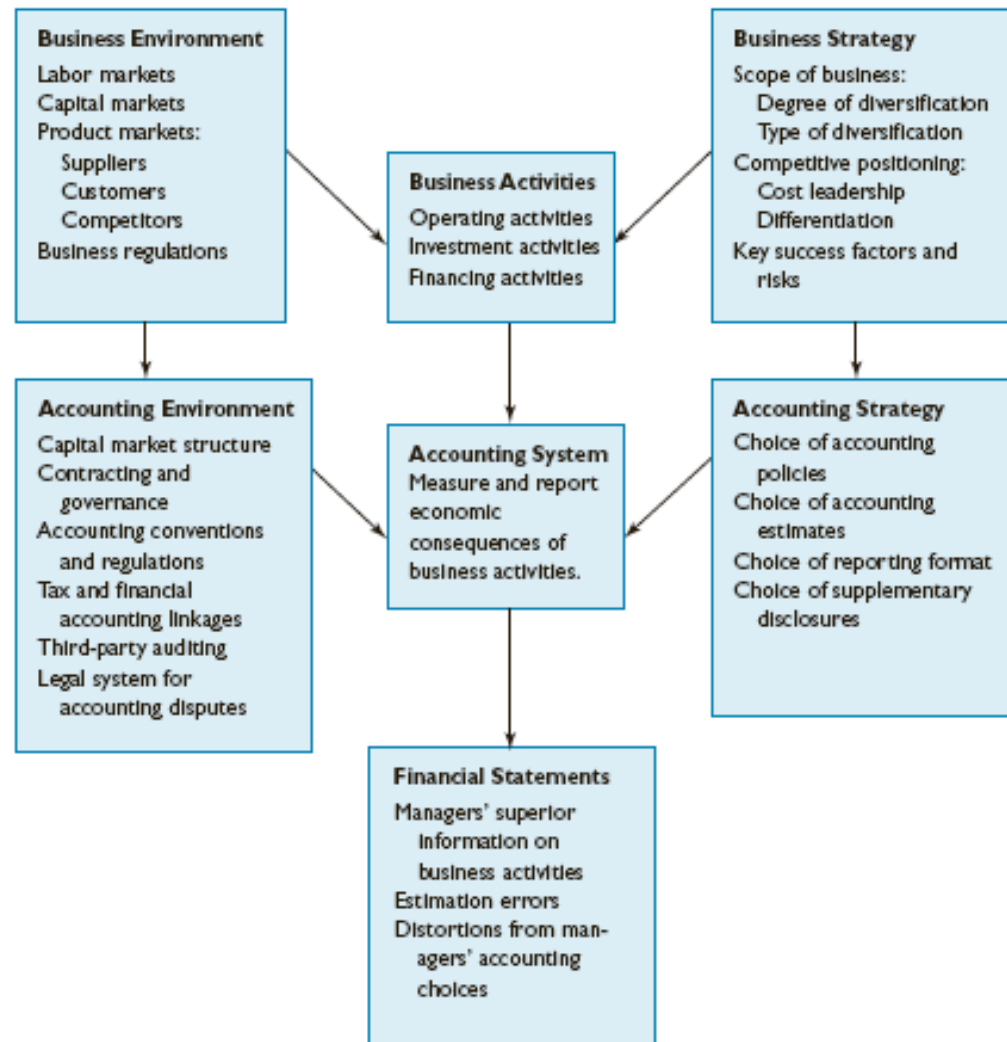 Business Environment
Labor markets
Capital markets
Product markets:
Suppliers
Customers
Competitors
Business regulations
Business Activities
Operating activities
Investment activities
Financing activities
Business Strategy
Scope of business:
Degree of diversification
Type of diversification
Competitive positioning:
Cost leadership
Differentiation
Key success factors and
risks
Accounting Environment
Capital market structure
Contracting and
governance
Accounting conventions
and regulations
Tax and financial
accounting linkages
Third-party auditing
Legal system for
accounting disputes
Accounting System
Measure and report
economic
consequences of
business activities.
Accounting Strategy
Choice of accounting
policies
Choice of accounting
estimates
Choice of reporting format
Choice of supplementary
disclosures
Financial Statements
Managers’ superior
information on
business activities
Estimation errors
Distortions from man-
agers’ accounting
choices